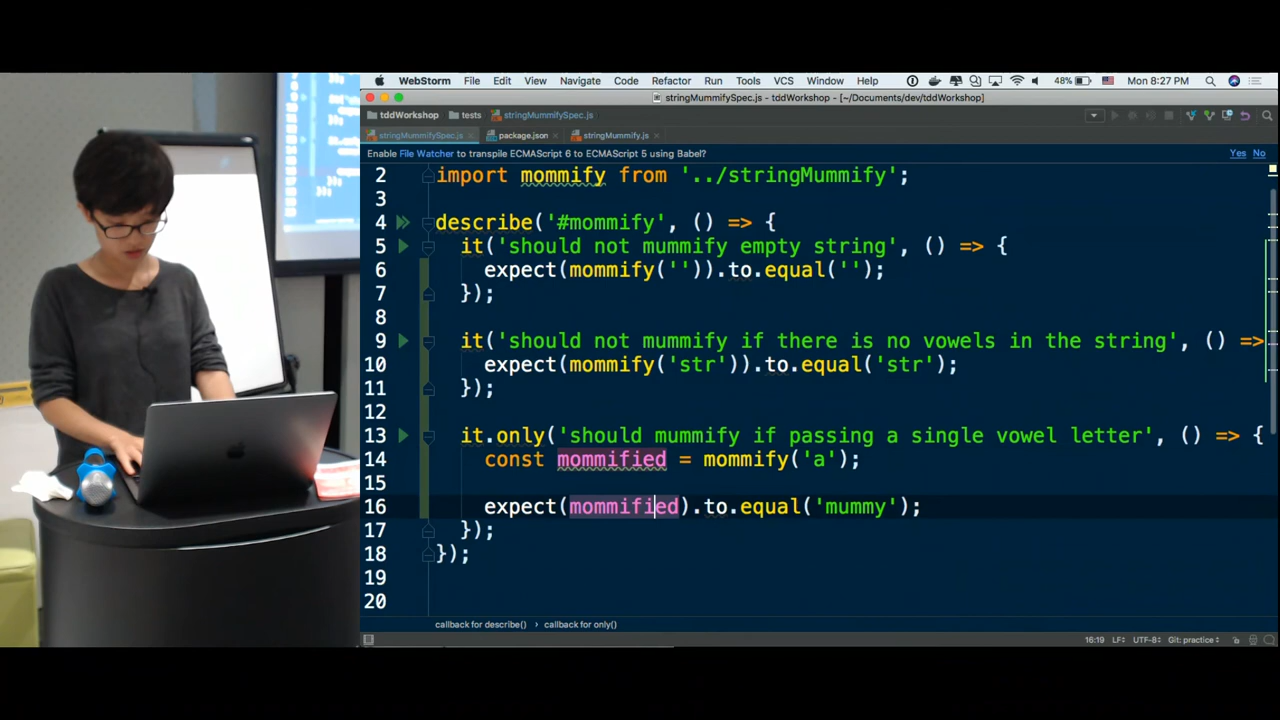 WebStorm File Edit View Navigate Code Refactor Run Tools VCS Window Help 48% Mon 8:27 PM
stringMummifySpec.js - tddWorkshop - [~/Documents/dev/tddWorkshop]
tddWorkshop tests stringMummifySpec.js
stringMummifySpec.js package.json stringMummify.js
Enable File Watcher to transpile ECMAScript 6 to ECMAScript 5 using Babel? Yes No
2 import mommify from '../stringMummify';
3
4 describe('#mommify', () => {
5 it('should not mummify empty string', () => {
6 expect(mommify('')).to.equal('');
7 });
8
9 it('should not mummify if there is no vowels in the string', () =>
10 expect(mommify('str')).to.equal('str');
11 });
12
13 it.only('should mummify if passing a single vowel letter', () => {
14 const mommified = mommify('a');
15
16 expect(mommified).to.equal('mummy');
17 });
18 });
19
20
callback for describe() › callback for only()
16:19 LF÷ UTF-8÷ Git: practice÷